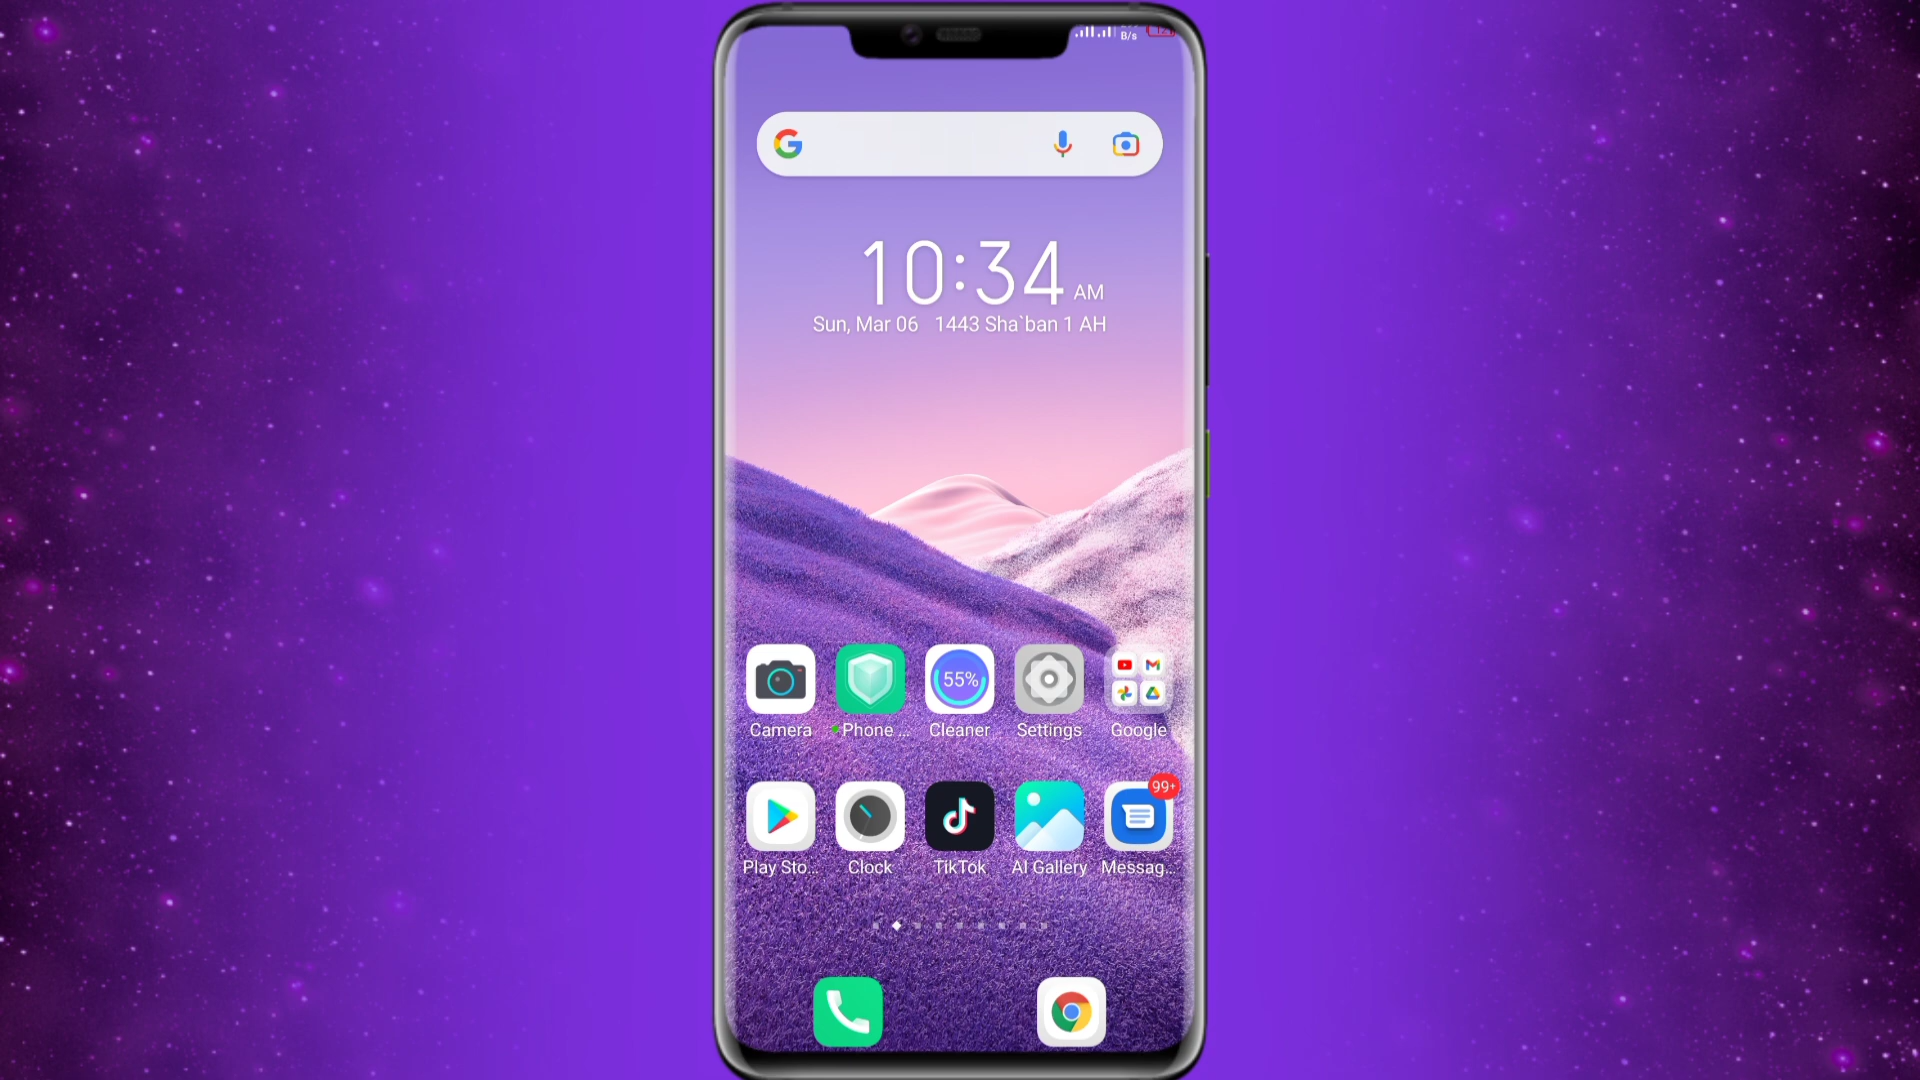 B/s
10:34 AM
Sun, Mar 06 1443 Sha`ban 1 AH
55%
Camera Phone ... Cleaner Settings Google
99+
Play Sto... Clock TikTok AI Gallery Messag...